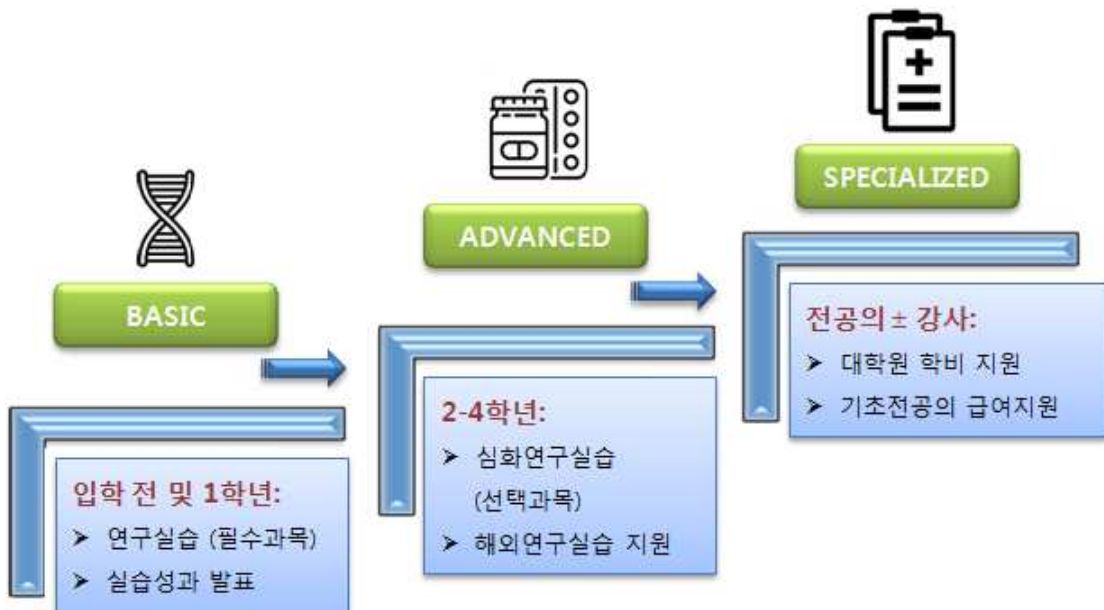 BASIC
입학 전 및 1학년:
➢ 연구실습 (필수과목)
➢ 실습성과 발표
ADVANCED
2-4학년:
➢ 심화연구실습
(선택과목)
➢ 해외연구실습 지원
SPECIALIZED
전공의 ± 강사:
➢ 대학원 학비 지원
➢ 기초전공의 급여지원